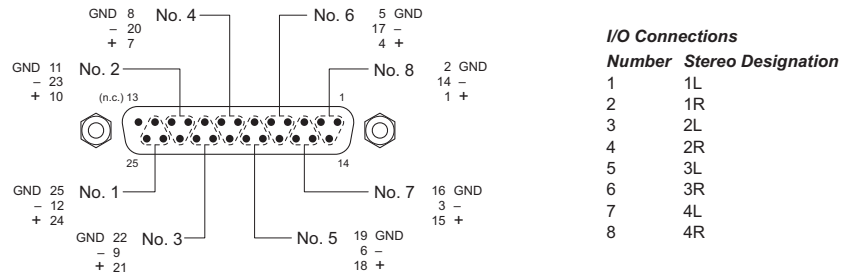 GND 8 No. 4 No. 6 5 GND
– 20 17 –
+ 7 4 +
GND 11 No. 2 No. 8 2 GND
– 23 14 –
+ 10 1 +
(n.c.) 13 1
25 14
GND 25 No. 1 No. 7 16 GND
– 12 3 –
+ 24 15 +
GND 22 No. 3 No. 5 19 GND
– 9 6 –
+ 21 18 +
I/O Connections
Number Stereo Designation
1 1L
2 1R
3 2L
4 2R
5 3L
6 3R
7 4L
8 4R